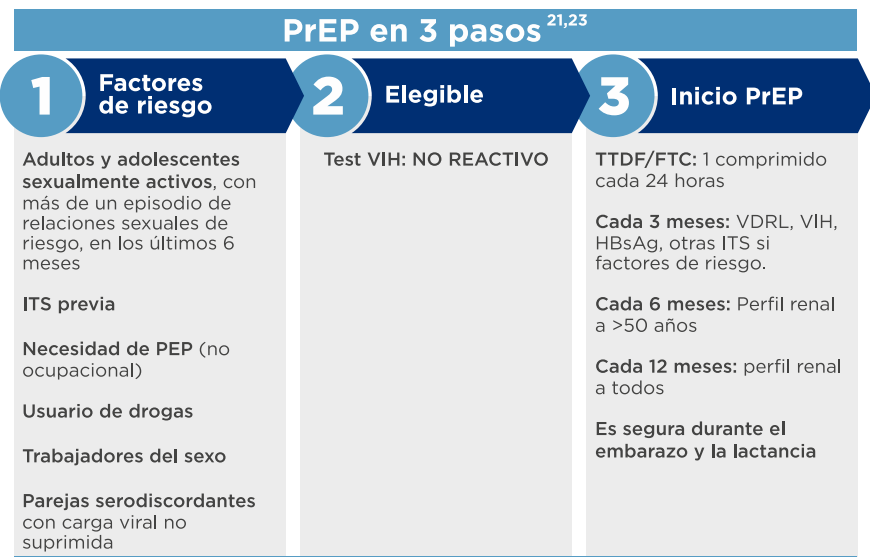 PrEP en 3 pasos 21,23
1
Factores
de riesgo
Adultos y adolescentes
sexualmente activos, con
más de un episodio de
relaciones sexuales de
riesgo, en los últimos 6
meses
ITS previa
Necesidad de PEP (no
ocupacional)
Usuario de drogas
Trabajadores del sexo
Parejas serodiscordantes
con carga viral no
suprimida
2
Elegible
Test VIH: NO REACTIVO
3
Inicio PrEP
TTDF/FTC: 1 comprimido
cada 24 horas
Cada 3 meses: VDRL, VIH,
HBsAg, otras ITS si
factores de riesgo.
Cada 6 meses: Perfil renal
a >50 años
Cada 12 meses: perfil renal
a todos
Es segura durante el
embarazo y la lactancia